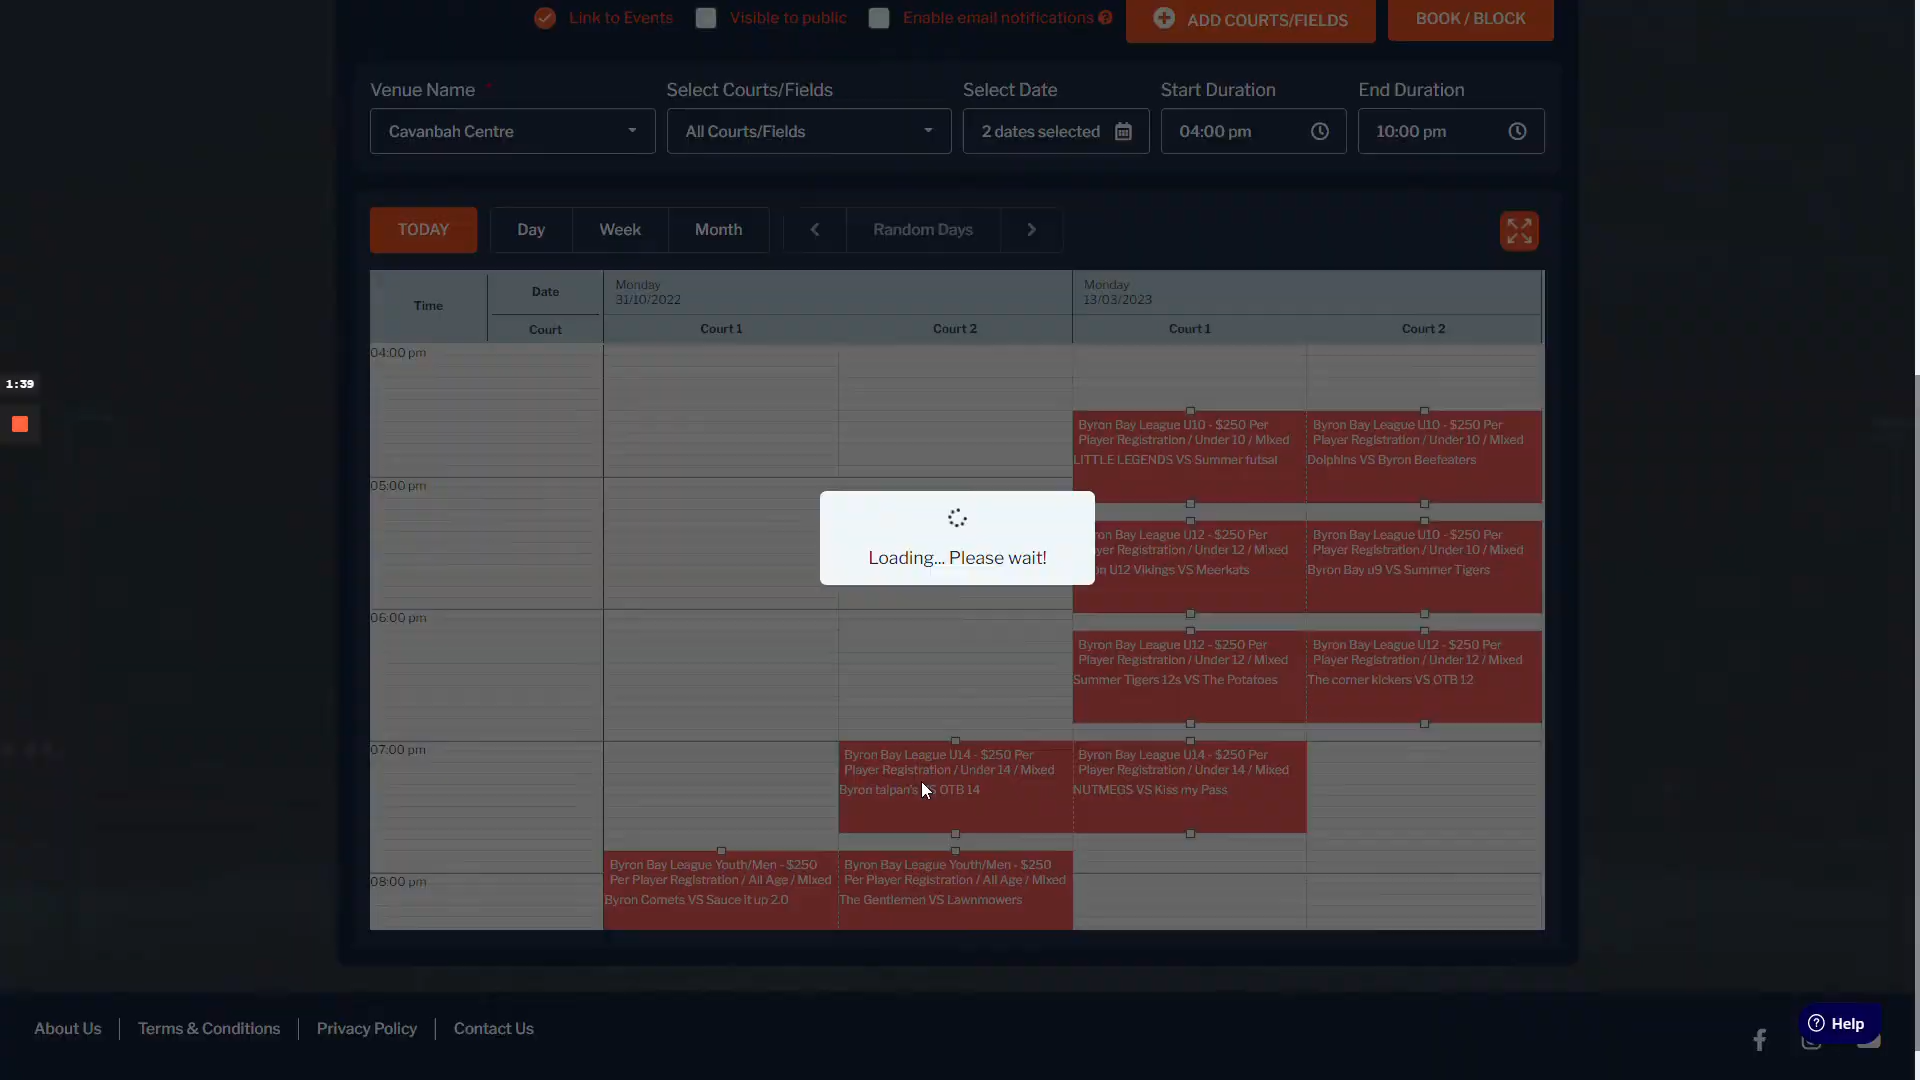 Link to Events
Visible to public
Enable email notifications
ADD COURTS/FIELDS
BOOK / BLOCK
Venue Name *
Select Courts/Fields
Select Date
Start Duration
End Duration
Cavanbah Centre
All Courts/Fields
2 dates selected
04:00 pm
10:00 pm
TODAY
Day
Week
Month
Random Days
Time
Date
Court
Monday
31/10/2022
Court 1
Court 2
Monday
13/03/2023
Court 1
Court 2
1:39
04:00 pm
Byron Bay League U10 - $250 Per
Player Registration / Under 10 / Mixed
LITTLE LEGENDS VS Summer futsal
Byron Bay League U10 - $250 Per
Player Registration / Under 10 / Mixed
Dolphins VS Byron Beefeaters
05:00 pm
Loading... Please wait!
ron Bay League U12 - $250 Per
yer Registration / Under 12 / Mixed
on U12 Vikings VS Meerkats
Byron Bay League U10 - $250 Per
Player Registration / Under 10 / Mixed
Byron Bay u9 VS Summer Tigers
06:00 pm
Byron Bay League U12 - $250 Per
Player Registration / Under 12 / Mixed
Summer Tigers 12s VS The Potatoes
Byron Bay League U12 - $250 Per
Player Registration / Under 12 / Mixed
The corner kickers VS OTB 12
07:00 pm
Byron Bay League U14 - $250 Per
Player Registration / Under 14 / Mixed
Byron taipan's VS OTB 14
Byron Bay League U14 - $250 Per
Player Registration / Under 14 / Mixed
NUTMEGS VS Kiss my Pass
08:00 pm
Byron Bay League Youth/Men - $250
Per Player Registration / All Age / Mixed
Byron Comets VS Sauce it up 2.0
Byron Bay League Youth/Men - $250
Per Player Registration / All Age / Mixed
The Gentlemen VS Lawnmowers
About Us
Terms & Conditions
Privacy Policy
Contact Us
Help